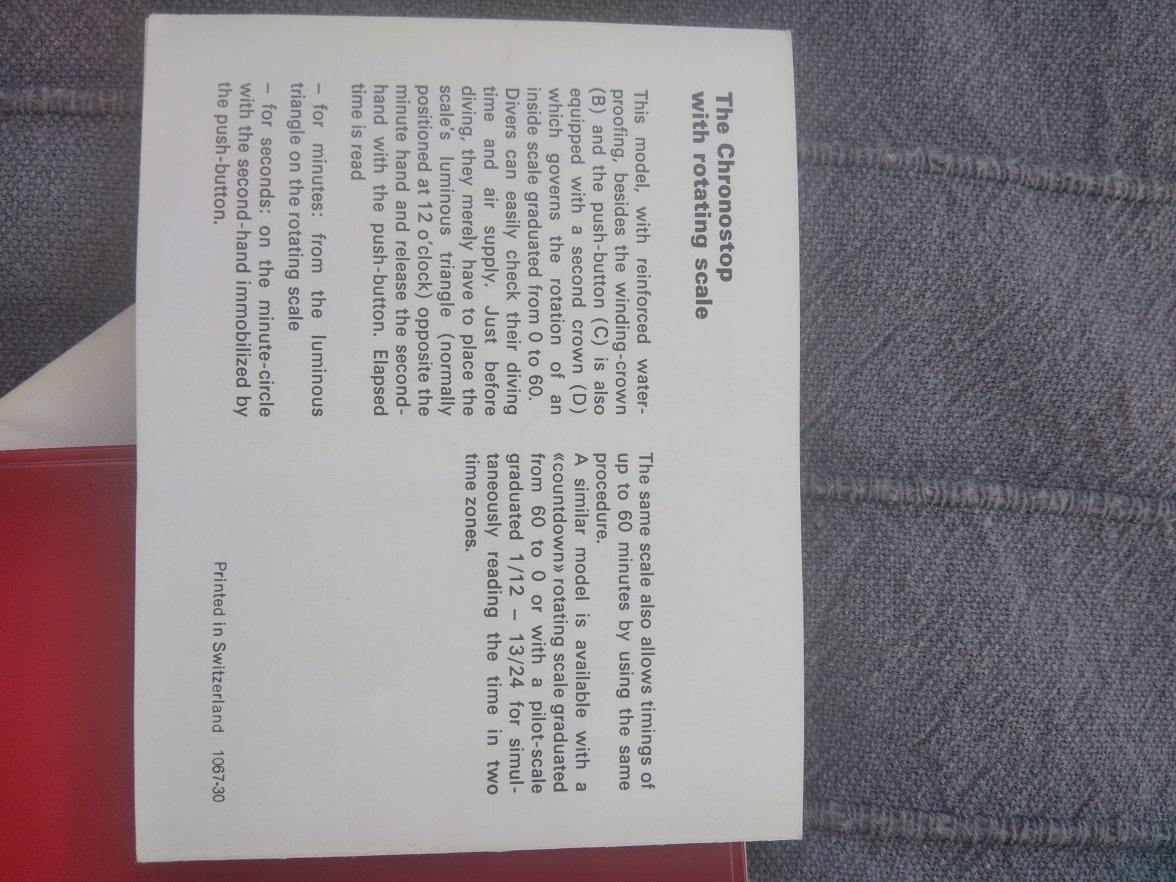 The Chronostop
with rotating scale
This model, with reinforced water-
proofing, besides the winding-crown
(B) and the push-button (C) is also
equipped with a second crown (D)
which governs the rotation of an
inside scale graduated from 0 to 60.
Divers can easily check their diving
time and air supply. Just before
diving, they merely have to place the
scale's luminous triangle (normally
positioned at 12 o'clock) opposite the
minute hand and release the second-
hand with the push-button. Elapsed
time is read
– for minutes: from the luminous
triangle on the rotating scale
– for seconds: on the minute-circle
with the second-hand immobilized by
the push-button.
The same scale also allows timings of
up to 60 minutes by using the same
procedure.
A similar model is available with a
«countdown» rotating scale graduated
from 60 to 0 or with a pilot-scale
graduated 1/12 – 13/24 for simul-
taneously reading the time in two
time zones.
Printed in Switzerland 1067-30